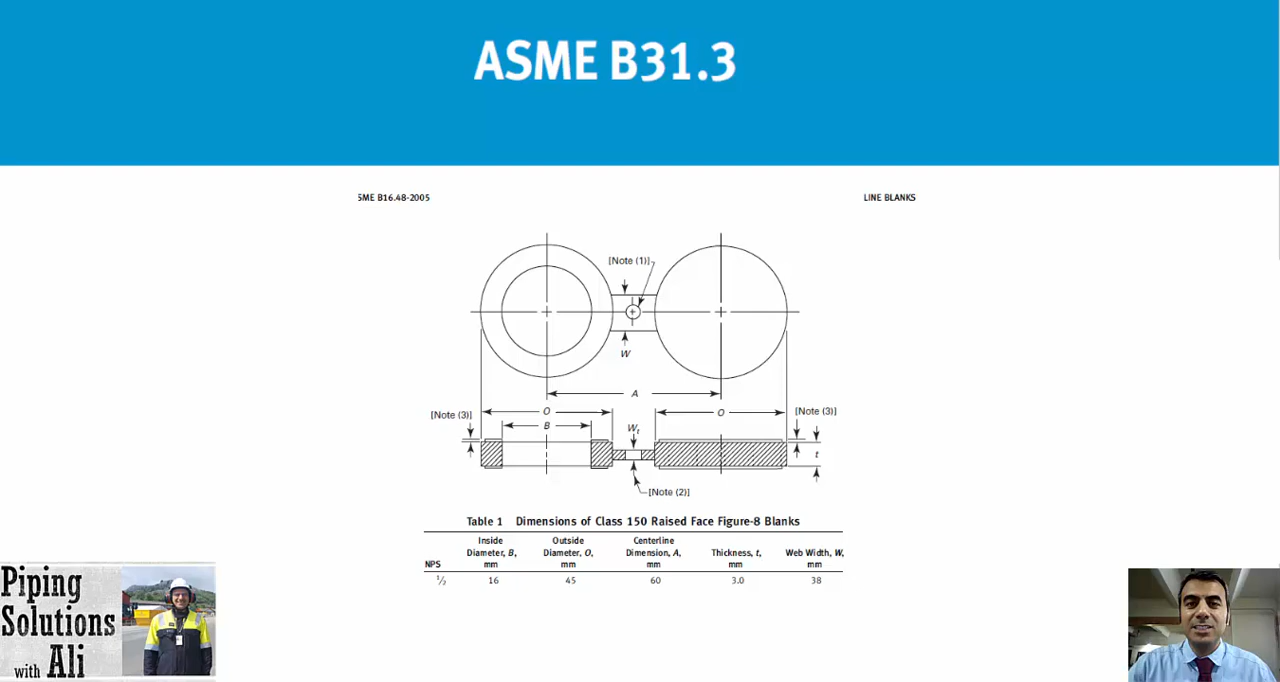 ASME B31.3
SME B16.48-2005
LINE BLANKS
[Note (1)]
W
A
[Note (3)]
O
O
[Note (3)]
B
Wt
t
[Note (2)]
Table 1 Dimensions of Class 150 Raised Face Figure-8 Blanks
NPS
Inside
Diameter, B,
mm
Outside
Diameter, O,
mm
Centerline
Dimension, A,
mm
Thickness, t,
mm
Web Width, W,
mm
1/2 16 45 60 3.0 38
Piping
Solutions
with Ali